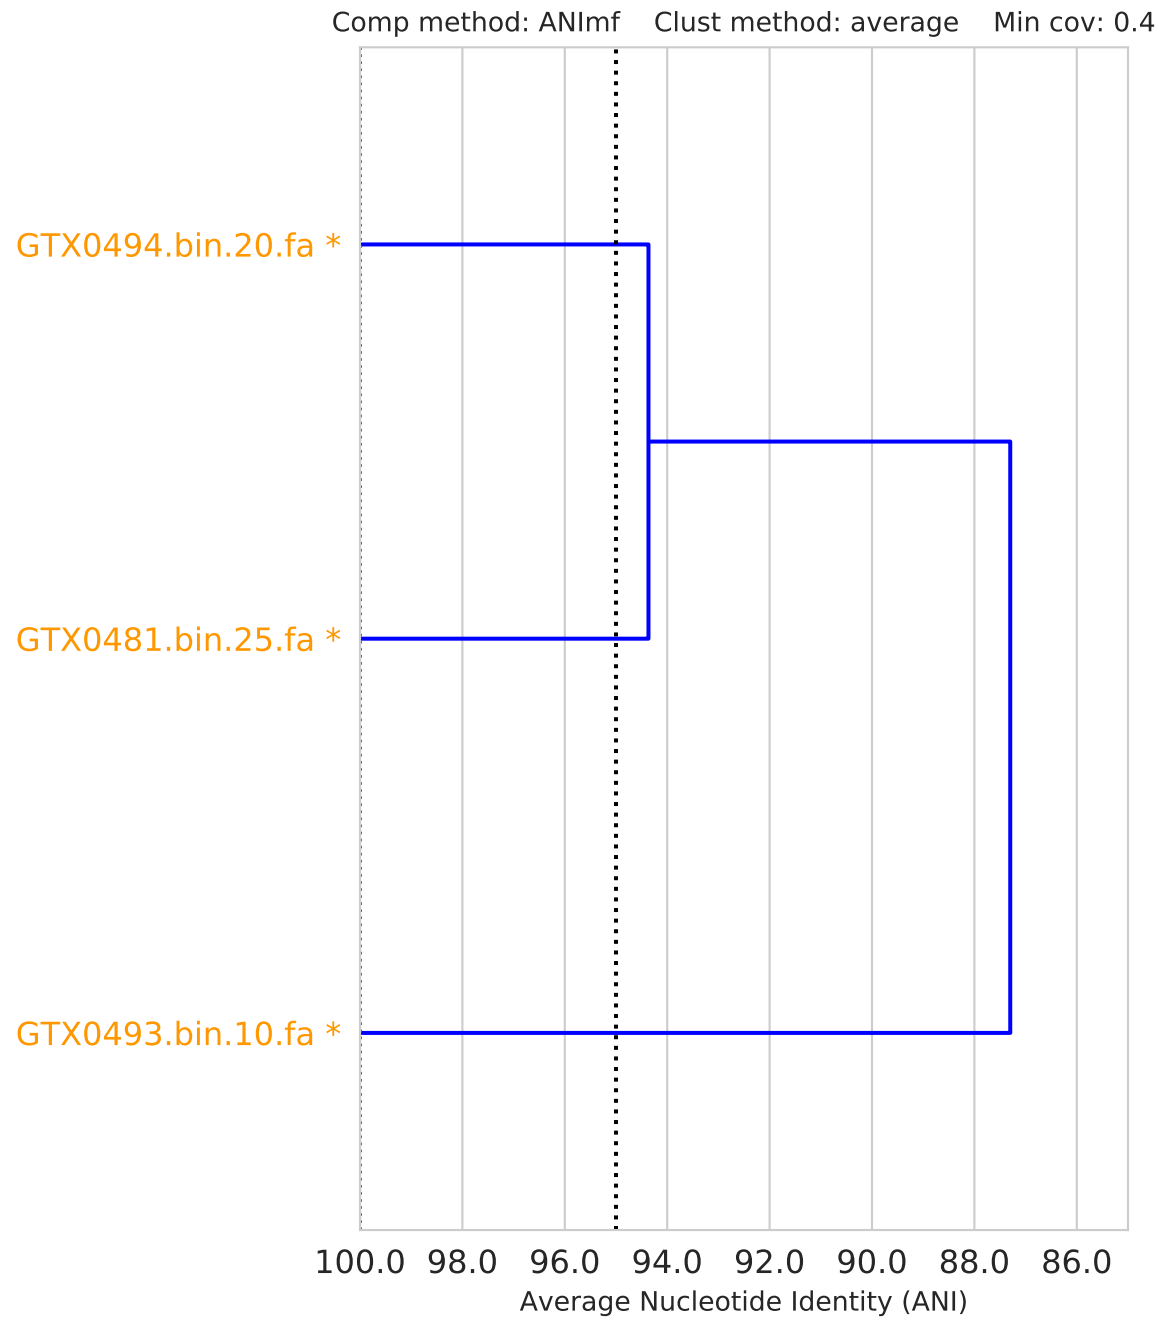 Comp method: ANImf    Clust method: average    Min cov: 0.4
GTX0494.bin.20.fa *
GTX0481.bin.25.fa *
GTX0493.bin.10.fa *
100.0 98.0 96.0 94.0 92.0 90.0 88.0 86.0
Average Nucleotide Identity (ANI)